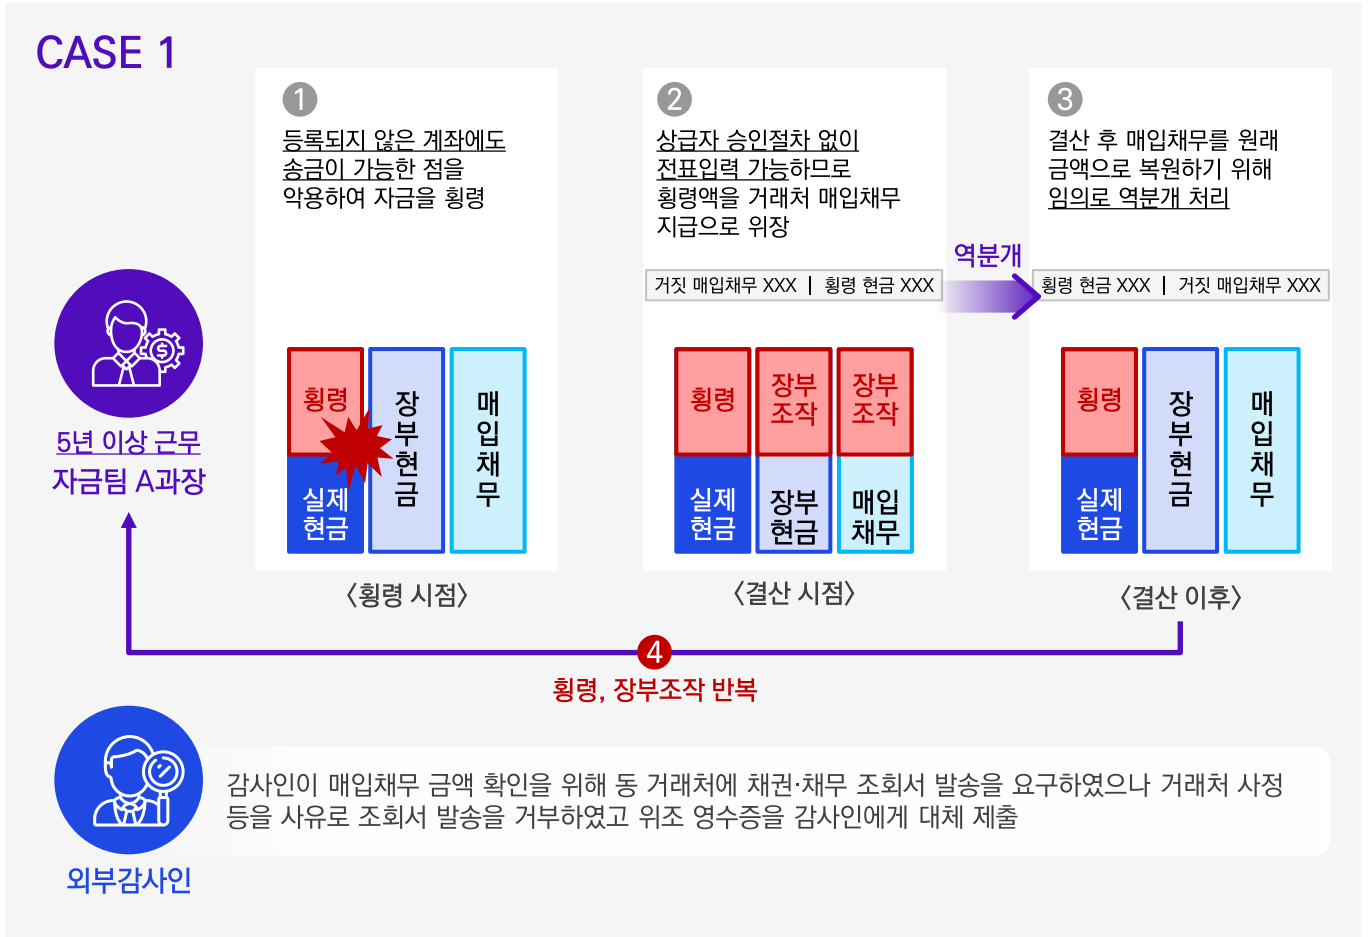 CASE 1
1
등록되지 않은 계좌에도
송금이 가능한 점을
악용하여 자금을 횡령
2
상급자 승인절차 없이
전표입력 가능하므로
횡령액을 거래처 매입채무
지급으로 위장
3
결산 후 매입채무를 원래
금액으로 복원하기 위해
임의로 역분개 처리
역분개
거짓 매입채무 XXX | 횡령 현금 XXX
횡령 현금 XXX | 거짓 매입채무 XXX
5년 이상 근무
자금팀 A과장
횡령
실제
현금
장부현금
매입채무
횡령
실제
현금
장부
조작
장부
현금
장부
조작
매입
채무
횡령
실제
현금
장부현금
매입채무
〈횡령 시점〉
〈결산 시점〉
〈결산 이후〉
4
횡령, 장부조작 반복
감사인이 매입채무 금액 확인을 위해 동 거래처에 채권·채무 조회서 발송을 요구하였으나 거래처 사정
등을 사유로 조회서 발송을 거부하였고 위조 영수증을 감사인에게 대체 제출
외부감사인